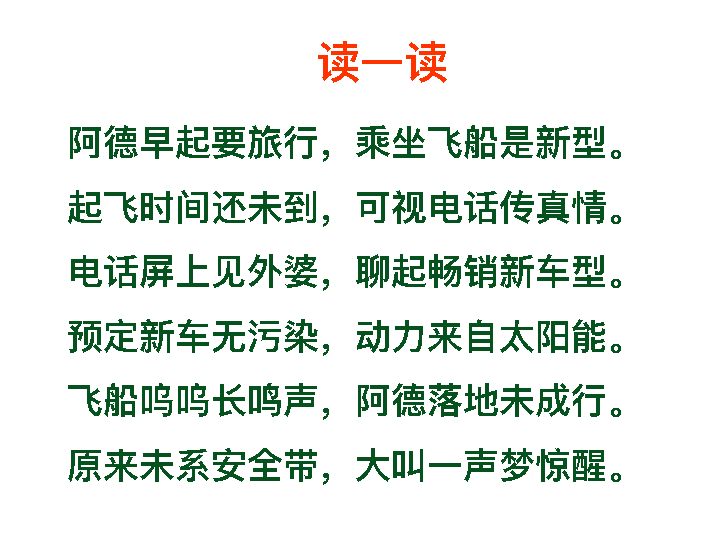 读一读
阿德早起要旅行，乘坐飞船是新型。
起飞时间还未到，可视电话传真情。
电话屏上见外婆，聊起畅销新车型。
预定新车无污染，动力来自太阳能。
飞船呜呜长鸣声，阿德落地未成行。
原来未系安全带，大叫一声梦惊醒。